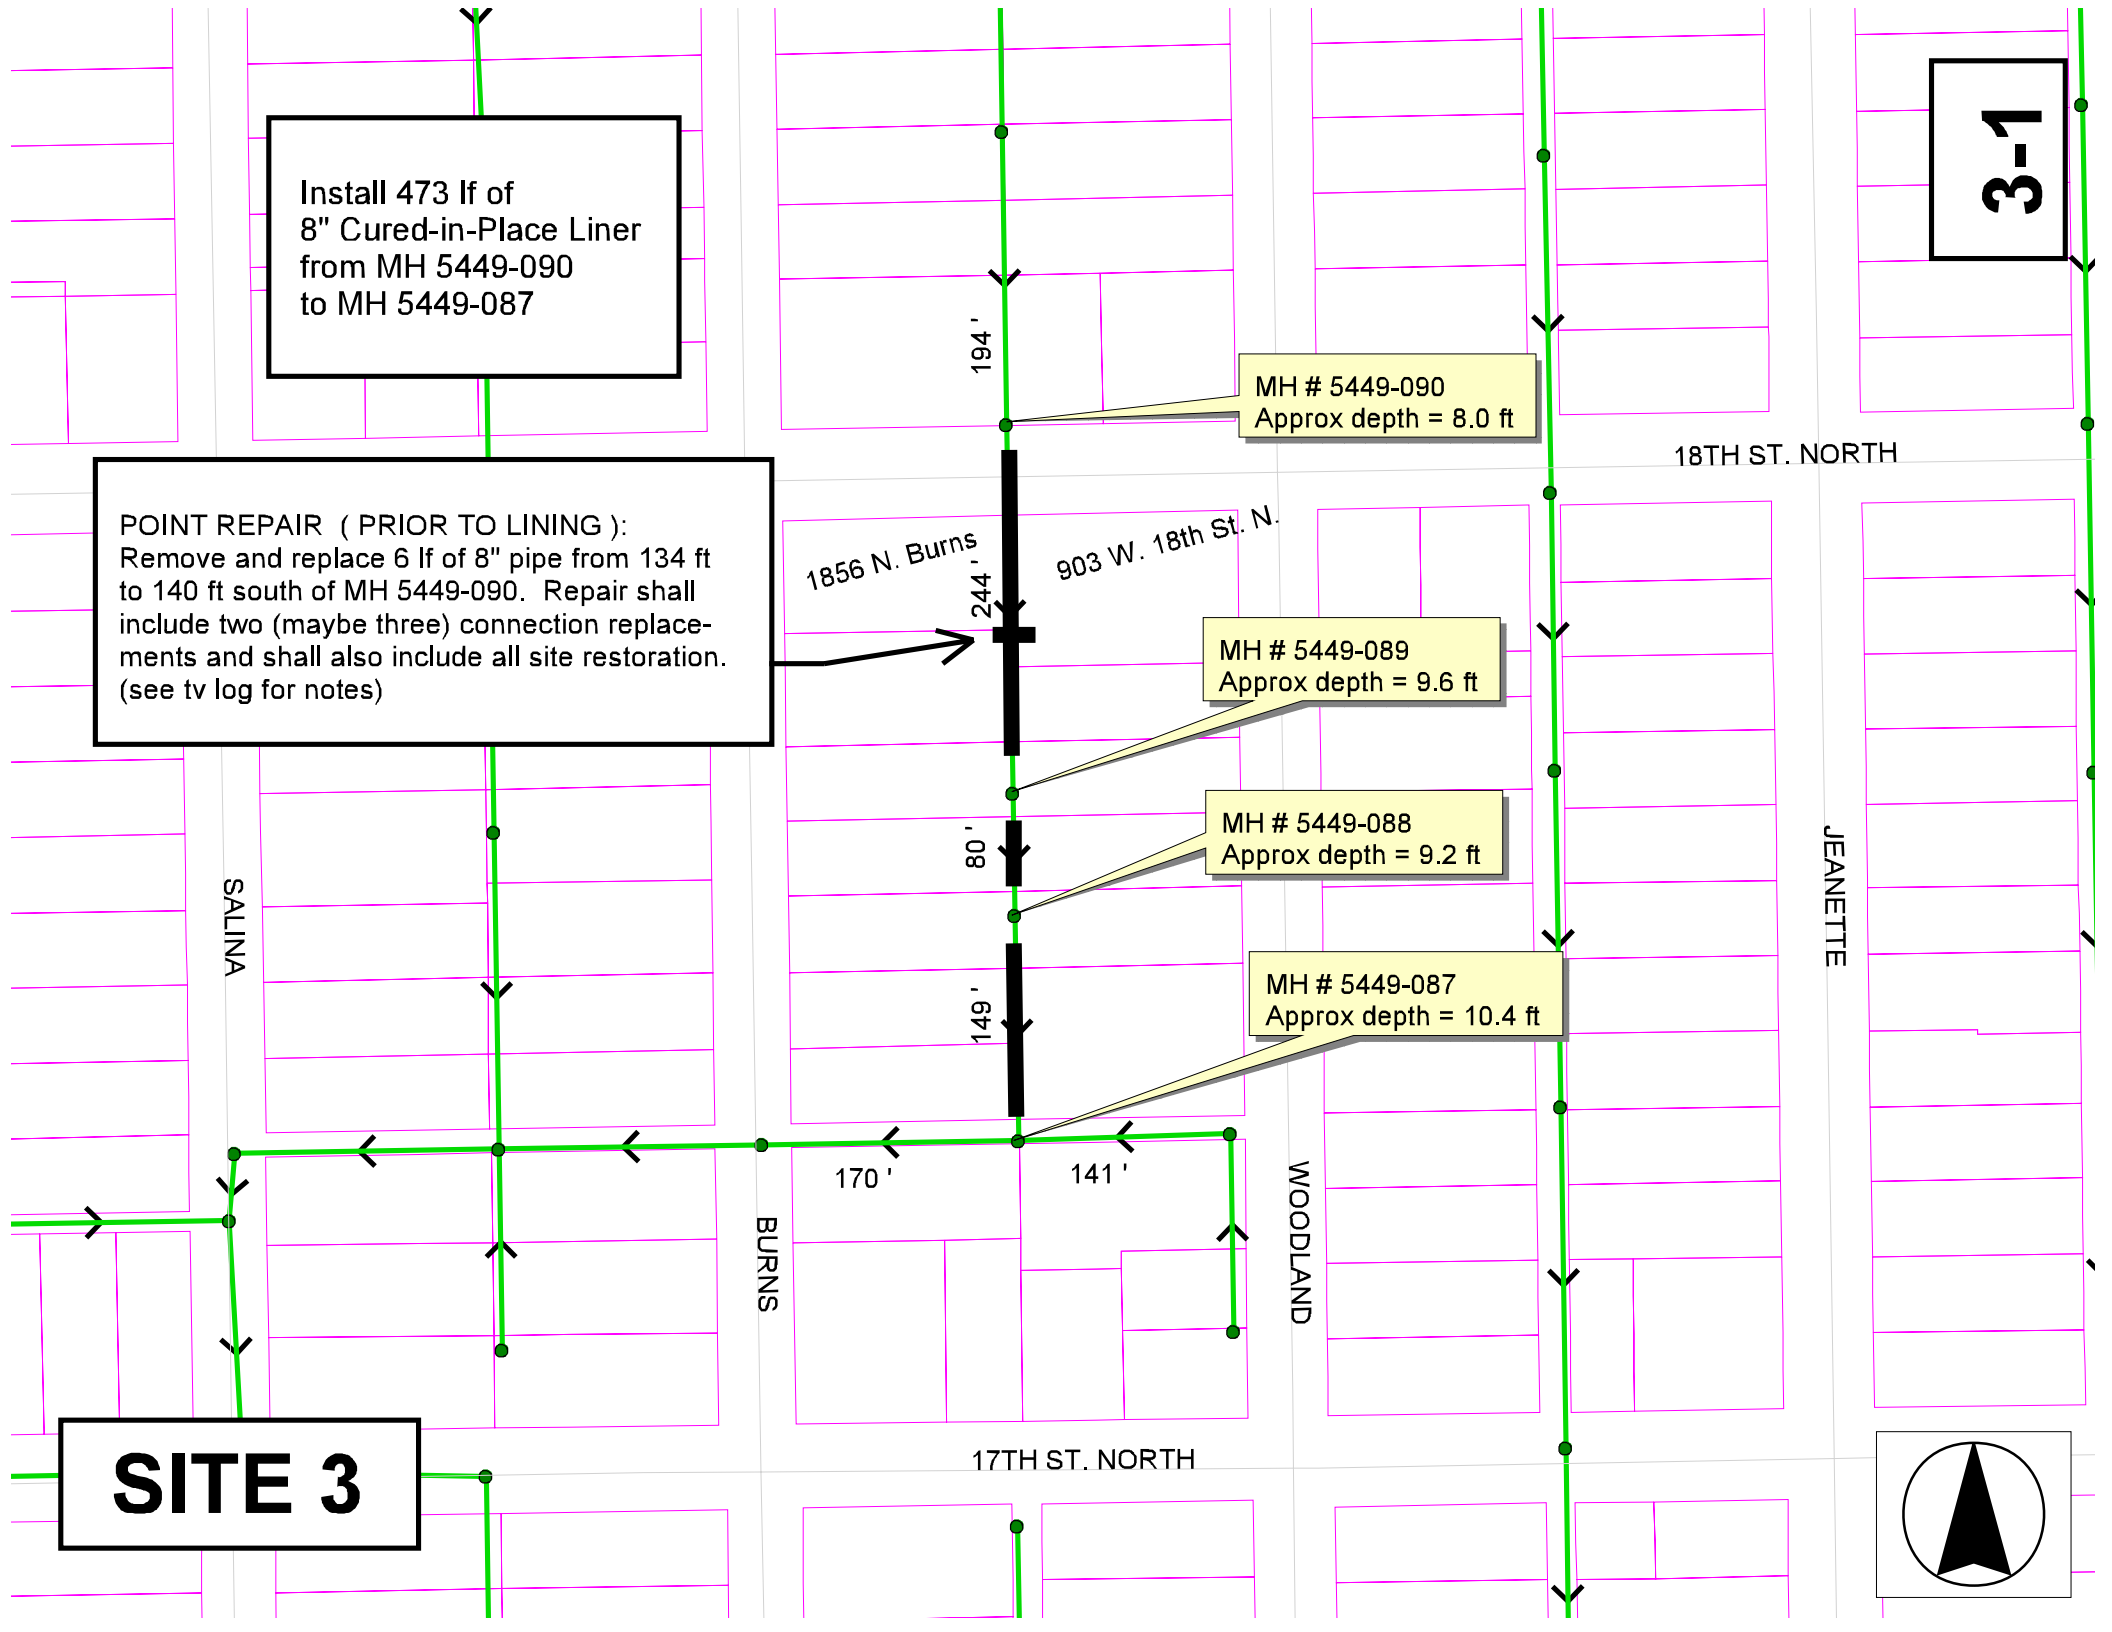 3-1
Install 473 lf of
8" Cured-in-Place Liner
from MH 5449-090
to MH 5449-087
194 '
MH # 5449-090
Approx depth = 8.0 ft
18TH ST. NORTH
POINT REPAIR ( PRIOR TO LINING ):
Remove and replace 6 lf of 8" pipe from 134 ft
to 140 ft south of MH 5449-090. Repair shall
include two (maybe three) connection replace-
ments and shall also include all site restoration.
(see tv log for notes)
1856 N. Burns
903 W. 18th St. N.
244 '
MH # 5449-089
Approx depth = 9.6 ft
MH # 5449-088
Approx depth = 9.2 ft
80 '
SALINA
JEANETTE
MH # 5449-087
Approx depth = 10.4 ft
149 '
170 '
141 '
BURNS
WOODLAND
17TH ST. NORTH
SITE 3